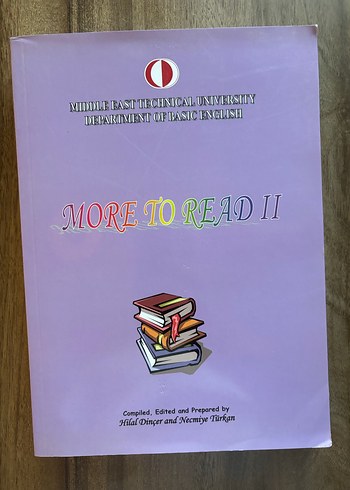 MIDDLE EAST TECHNICAL UNIVERSITY
DEPARTMENT OF BASIC ENGLISH
MORE TO READ II
Compiled, Edited and Prepared by
Hilal Dinçer and Necmiye Türkan